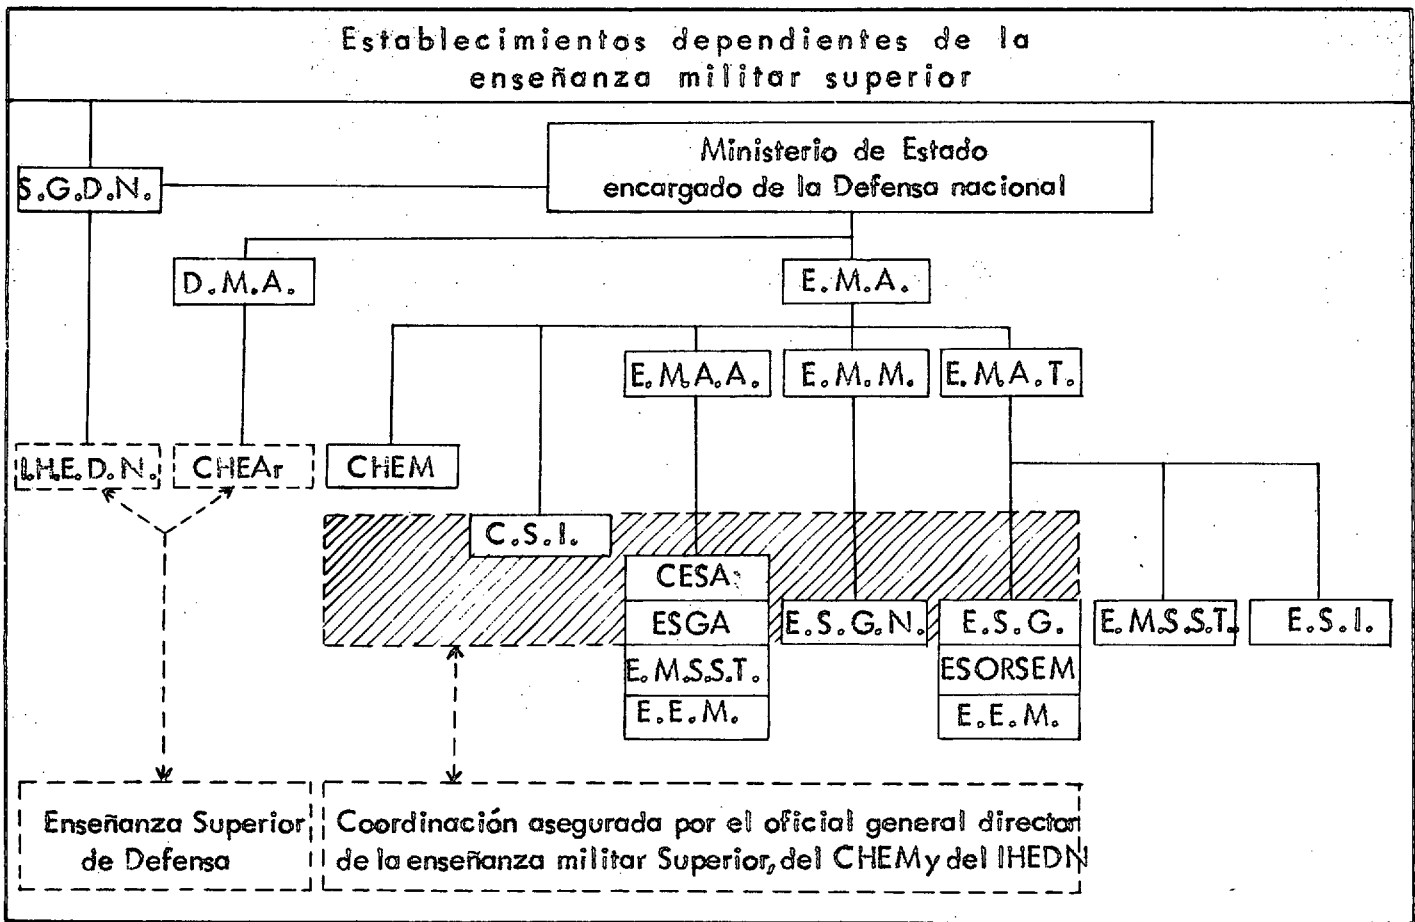 Establecimientos dependientes de la
enseñanza militar superior
Ministerio de Estado
encargado de la Defensa nacional
S.G.D.N.
D.M.A.
E.M.A.
E.M.A.A.
E.M.M.
E.M.A.T.
I.H.E.D.N.
CHEAr
CHEM
C.S.I.
CESA
ESGA
E.S.G.N.
E.S.G.
E.M.S.S.T.
E.S.I.
E.M.S.S.T.
ESORSEM
E.E.M.
E.E.M.
Enseñanza Superior
de Defensa
Coordinación asegurada por el oficial general director
de la enseñanza militar Superior, del CHEM y del IHEDN